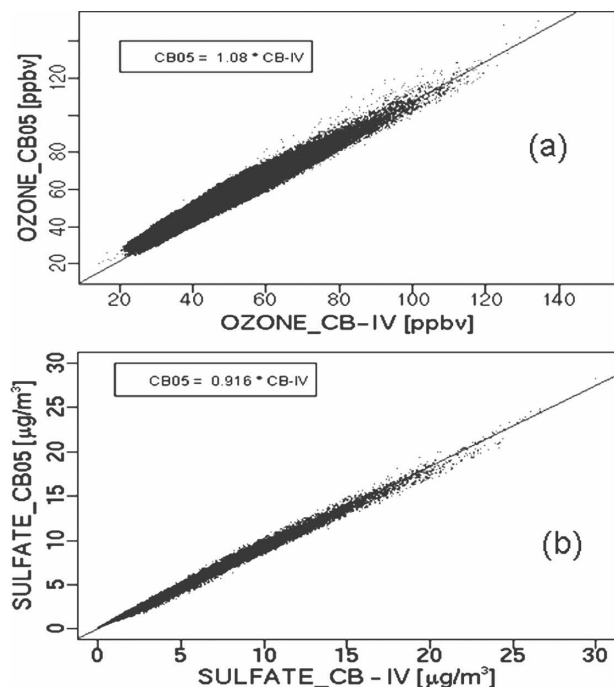 CB05 = 1.08 * CB-IV
(a)
OZONE_CB05 [ppbv]
20 40 60 80 120
20 40 60 80 100 120 140
OZONE_CB-IV [ppbv]
CB05 = 0.916 * CB-IV
(b)
SULFATE_CB05 [µg/m³]
0 5 10 15 20 25 30
0 5 10 15 20 25 30
SULFATE_CB-IV [µg/m³]